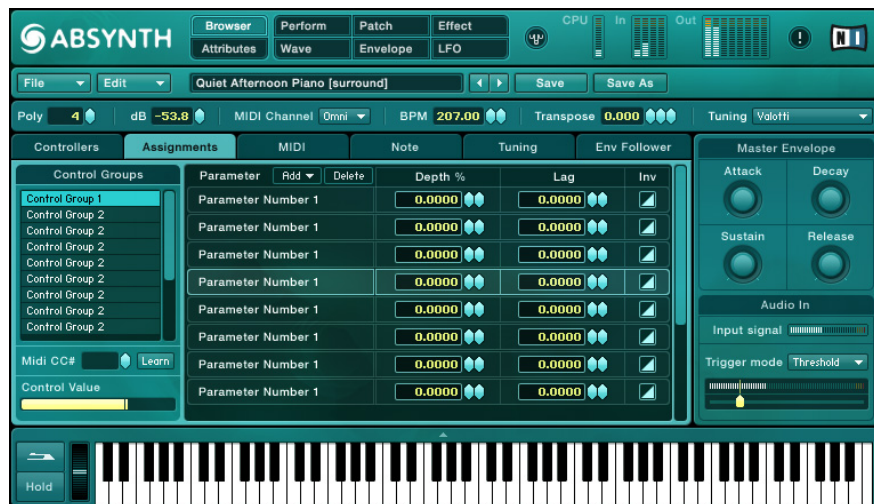 ABSYNTH
Browser Perform Patch Effect
Attributes Wave Envelope LFO
CPU In Out
! NI
File Edit Quiet Afternoon Piano [surround] Save Save As
Poly 4 dB -53.8 MIDI Channel Omni BPM 207.00 Transpose 0.000 Tuning Valotti
Controllers Assignments MIDI Note Tuning Env Follower
Control Groups
Control Group 1
Control Group 2
Control Group 2
Control Group 2
Control Group 2
Control Group 2
Control Group 2
Control Group 2
Control Group 2
Midi CC# Learn
Control Value
Parameter Add Delete Depth % Lag Inv
Parameter Number 1 0.0000 0.0000
Parameter Number 1 0.0000 0.0000
Parameter Number 1 0.0000 0.0000
Parameter Number 1 0.0000 0.0000
Parameter Number 1 0.0000 0.0000
Parameter Number 1 0.0000 0.0000
Parameter Number 1 0.0000 0.0000
Parameter Number 1 0.0000 0.0000
Master Envelope
Attack Decay
Sustain Release
Audio In
Input signal
Trigger mode Threshold
Hold